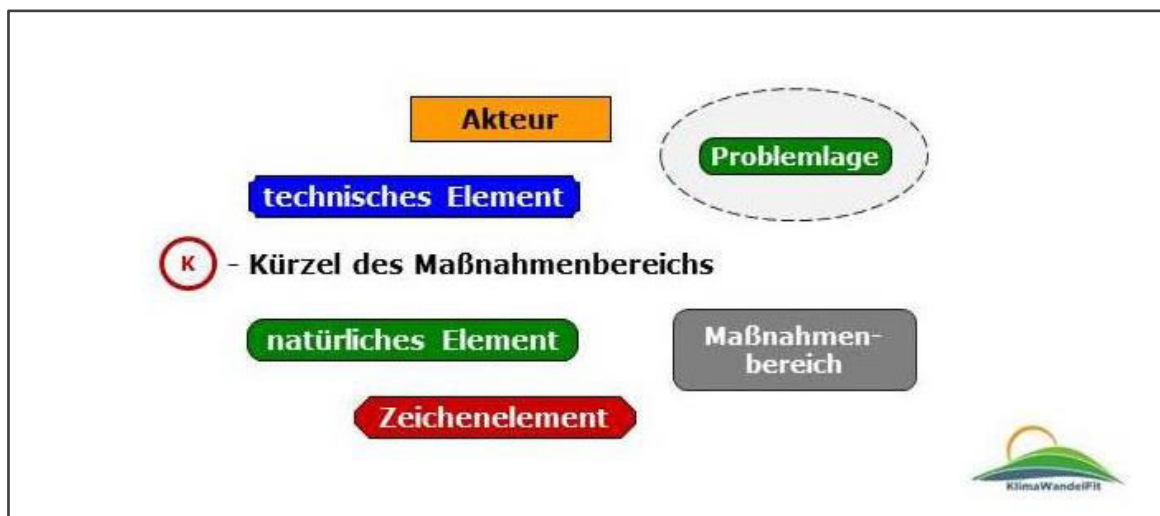 Akteur
Problemlage
technisches Element
K - Kürzel des Maßnahmenbereichs
natürliches Element
Maßnahmen-
bereich
Zeichenelement
KlimaWandelFit